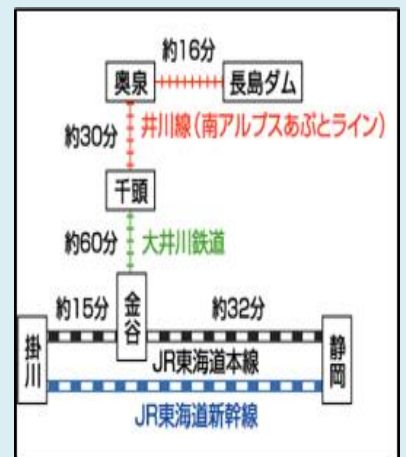 約16分
奥泉
長島ダム
約30分
井川線(南アルプスあぷとライン)
千頭
約60分
大井川鉄道
約15分
金谷
約32分
掛川
JR東海道本線
静岡
JR東海道新幹線